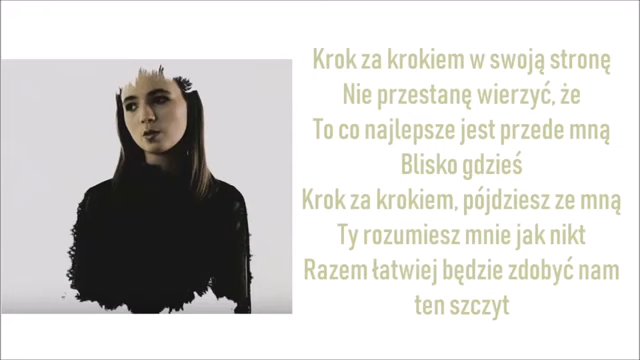 Krok za krokiem w swoją stronę
Nie przestanę wierzyć, że
To co najlepsze jest przede mną
Blisko gdzieś
Krok za krokiem, pójdziesz ze mną
Ty rozumiesz mnie jak nikt
Razem łatwiej będzie zdobyć nam
ten szczyt